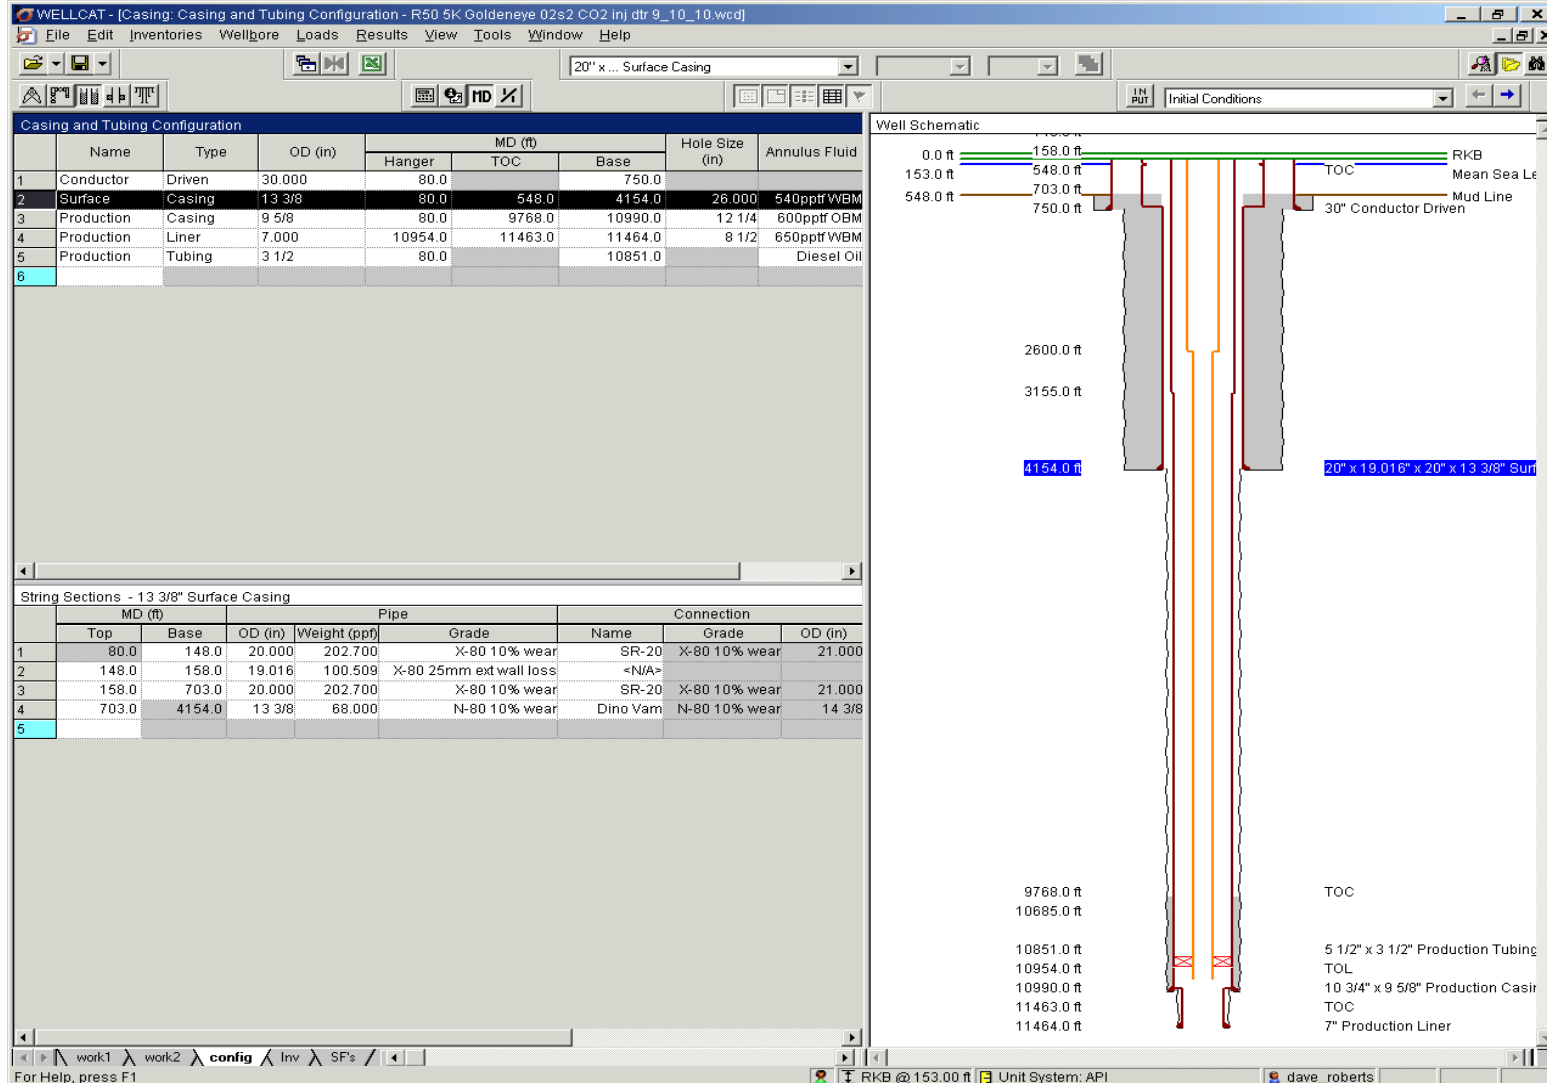 WELLCAT - [Casing: Casing and Tubing Configuration - R50 5K Goldeneye 02s2 CO2 inj dtr 9_10_10.wcd]
File Edit Inventories Wellbore Loads Results View Tools Window Help
20" x ... Surface Casing
MD
IN PUT Initial Conditions
Casing and Tubing Configuration
Name Type OD (in) MD (ft) Hole Size (in) Annulus Fluid
Hanger TOC Base
1 Conductor Driven 30.000 80.0 750.0
2 Surface Casing 13 3/8 80.0 548.0 4154.0 26.000 540pptf WBM
3 Production Casing 9 5/8 80.0 9768.0 10990.0 12 1/4 600pptf OBM
4 Production Liner 7.000 10954.0 11463.0 11464.0 8 1/2 650pptf WBM
5 Production Tubing 3 1/2 80.0 10851.0 Diesel Oil
6
String Sections - 13 3/8" Surface Casing
MD (ft) Pipe Connection
Top Base OD (in) Weight (ppf) Grade Name Grade OD (in)
1 80.0 148.0 20.000 202.700 X-80 10% wear SR-20 X-80 10% wear 21.000
2 148.0 158.0 19.016 100.509 X-80 25mm ext wall loss <N/A>
3 158.0 703.0 20.000 202.700 X-80 10% wear SR-20 X-80 10% wear 21.000
4 703.0 4154.0 13 3/8 68.000 N-80 10% wear Dino Vam N-80 10% wear 14 3/8
5
work1 work2 config Inv SF's
Well Schematic
0.0 ft 158.0 ft RKB
153.0 ft 548.0 ft TOC Mean Sea Le
548.0 ft 703.0 ft Mud Line
750.0 ft 30" Conductor Driven
2600.0 ft
3155.0 ft
4154.0 ft 20" x 19.016" x 20" x 13 3/8" Surf
9768.0 ft TOC
10685.0 ft
10851.0 ft 5 1/2" x 3 1/2" Production Tubing
10954.0 ft TOL
10990.0 ft 10 3/4" x 9 5/8" Production Casin
11463.0 ft TOC
11464.0 ft 7" Production Liner
For Help, press F1 RKB @ 153.00 ft Unit System: API dave_roberts